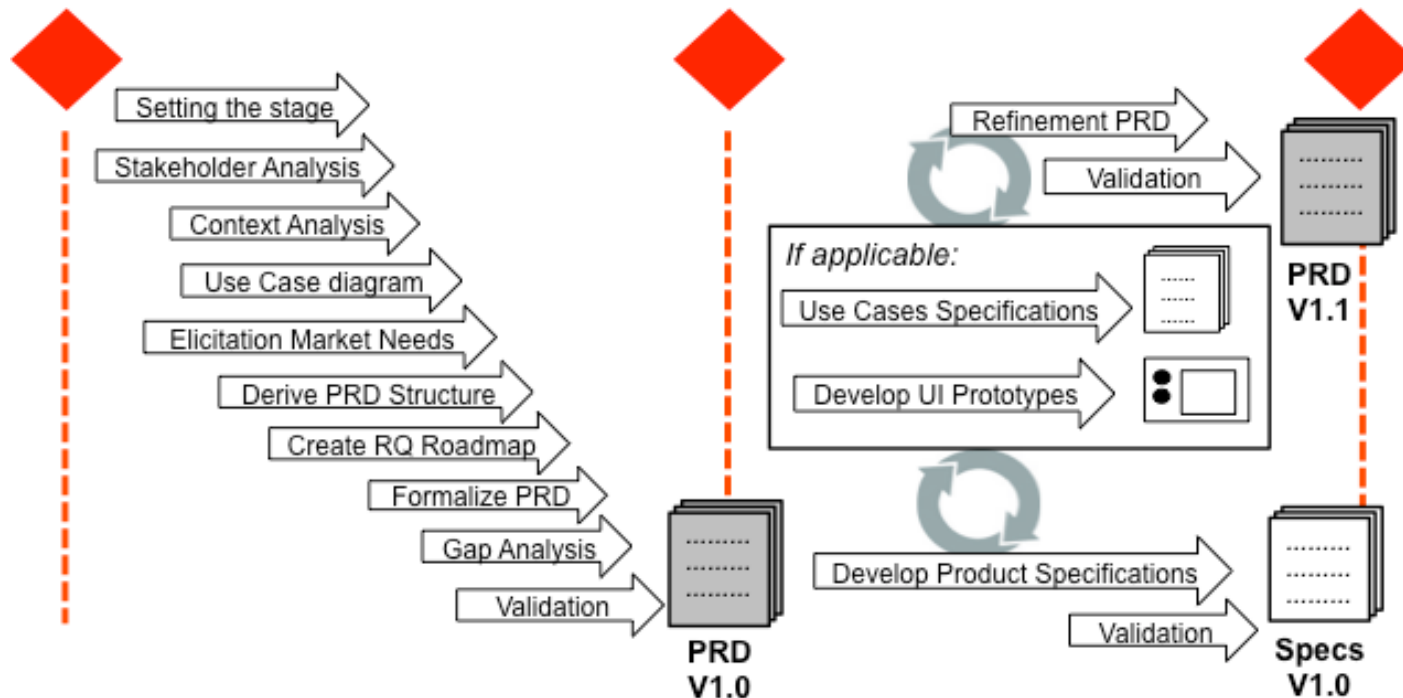 Setting the stage
Stakeholder Analysis
Context Analysis
Use Case diagram
Elicitation Market Needs
Derive PRD Structure
Create RQ Roadmap
Formalize PRD
Gap Analysis
Validation
PRD
V1.0
Refinement PRD
Validation
PRD
V1.1
If applicable:
Use Cases Specifications
Develop UI Prototypes
Develop Product Specifications
Validation
Specs
V1.0